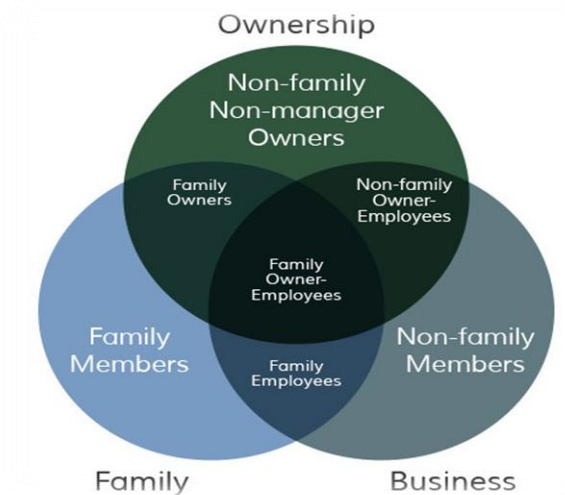 Ownership
Non-family
Non-manager
Owners
Family
Owners
Non-family
Owner-
Employees
Family
Owner-
Employees
Family
Members
Non-family
Members
Family
Employees
Family
Business